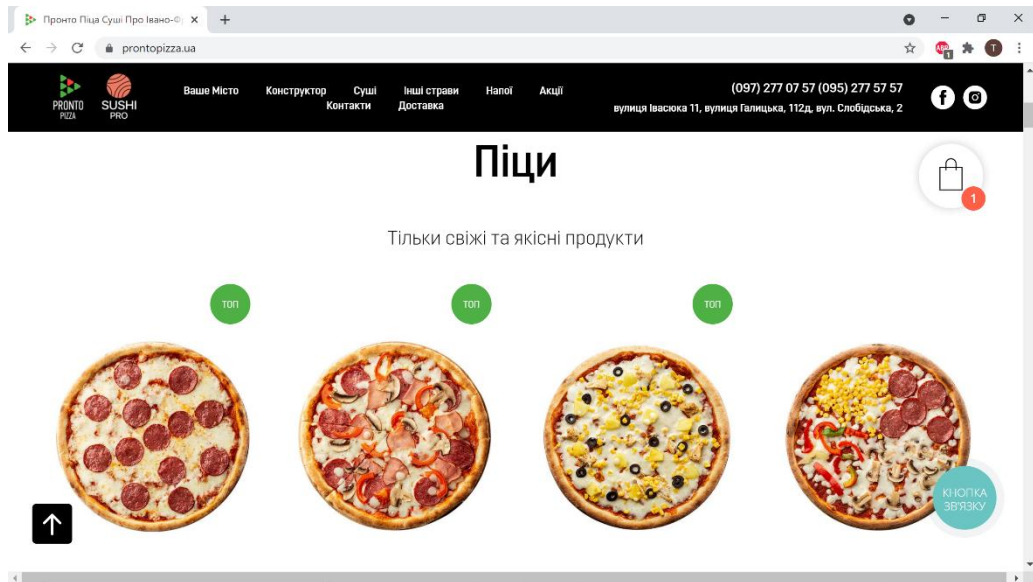 Пронто Піца Суші Про Івано-Ф
prontopizza.ua
ABP
1
T
PRONTO
PIZZA
SUSHI
PRO
Ваше Місто Конструктор Суші Інші страви Напої Акції
Контакти Доставка
(097) 277 07 57 (095) 277 57 57
вулиця Івасюка 11, вулиця Галицька, 112д, вул. Слобідська, 2
Піци
1
Тільки свіжі та якісні продукти
ТОП
ТОП
ТОП
КНОПКА
ЗВ'ЯЗКУ